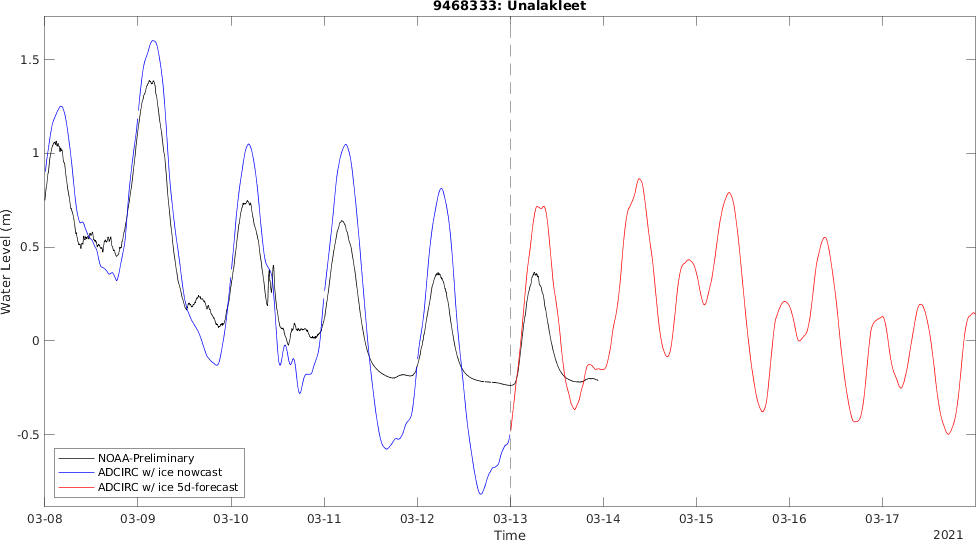 9468333: Unalakleet
Water Level (m)
1.5
1
0.5
0
-0.5
NOAA-Preliminary
ADCIRC w/ ice nowcast
ADCIRC w/ ice 5d-forecast
03-08 03-09 03-10 03-11 03-12 03-13 03-14 03-15 03-16 03-17
Time
2021